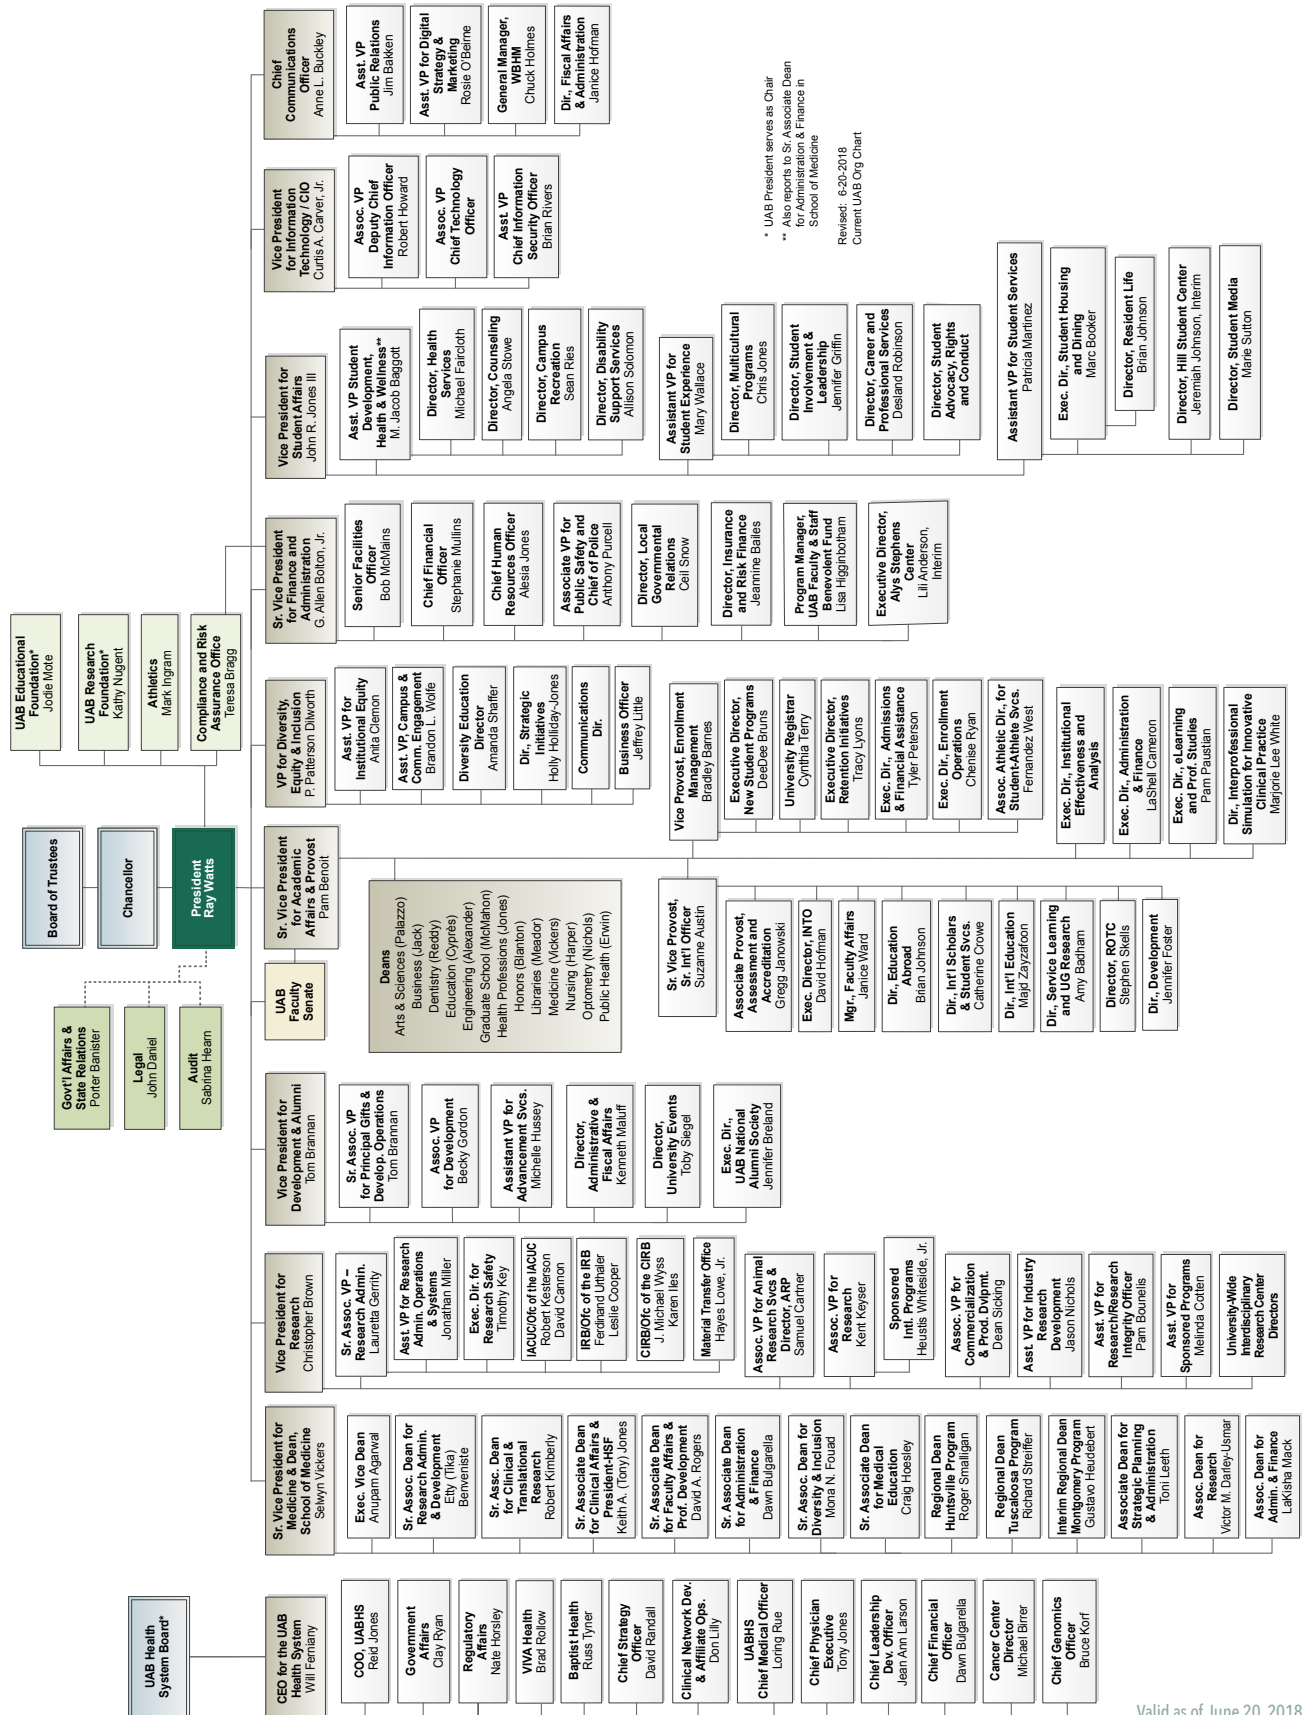 Board of Trustees
Chancellor
President
Ray Watts
Govt'l Affairs &
State Relations
Porter Banister
Legal
John Daniel
Audit
Sabrina Hearn
UAB Educational
Foundation*
Jodie Mote
UAB Research
Foundation*
Kathy Nugent
Athletics
Mark Ingram
Compliance and Risk
Assurance Office
Teresa Bragg
UAB Health
System Board*
CEO for the UAB
Health System
Will Ferniany
COO, UABHS
Reid Jones
Government
Affairs
Clay Ryan
Regulatory
Affairs
Nate Horsley
VIVA Health
Brad Rollow
Baptist Health
Russ Tyner
Chief Strategy
Officer
David Randall
Clinical Network Dev.
& Affiliate Ops.
Don Lilly
UABHS
Chief Medical Officer
Loring Rue
Chief Physician
Executive
Tony Jones
Chief Leadership
Dev. Officer
Jean Ann Larson
Chief Financial
Officer
Dawn Bulgarella
Cancer Center
Director
Michael Birrer
Chief Genomics
Officer
Bruce Korf
Sr. Vice President for
Medicine & Dean,
School of Medicine
Selwyn Vickers
Exec. Vice Dean
Anupam Agarwal
Sr. Assoc. Dean for
Research Admin.
& Development
Etty (Tika)
Benveniste
Sr. Assc. Dean
for Clinical &
Translational
Research
Robert Kimberly
Sr. Associate Dean
for Clinical Affairs &
President-HSF
Keith A. (Tony) Jones
Sr. Associate Dean
for Faculty Affairs &
Prof. Development
David A. Rogers
Sr. Associate Dean
for Administration
& Finance
Dawn Bulgarella
Sr. Assoc. Dean for
Diversity & Inclusion
Mona N. Fouad
Sr. Associate Dean
for Medical
Education
Craig Hoesley
Regional Dean
Huntsville Program
Roger Smalligan
Regional Dean
Tuscaloosa Program
Richard Streiffer
Interim Regional Dean
Montgomery Program
Gustavo Heudebert
Associate Dean for
Strategic Planning
& Administration
Toni Leeth
Assoc. Dean for
Research
Victor M. Darley-Usmar
Assoc. Dean for
Admin. & Finance
LaKisha Mack
Vice President for
Research
Christopher Brown
Sr. Assoc. VP –
Research Admin.
Lauretta Gerrity
Asst. VP for Research
Admin. Operations
& Systems
Jonathan Miller
Exec. Dir. for
Research Safety
Timothy Key
IACUC/Ofc of the IACUC
Robert Kesterson
David Cannon
IRB/Ofc of the IRB
Ferdinand Urthaler
Leslie Cooper
CIRB/Ofc of the CIRB
J. Michael Wyss
Karen Iles
Material Transfer Office
Hayes Lowe, Jr.
Assoc. VP for Animal
Research Svcs &
Director, ARP
Samuel Cartner
Assoc. VP for
Research
Kent Keyser
Sponsored
Intl. Programs
Heustis Whiteside, Jr.
Assoc. VP for
Commercialization
& Prod. Dvlpmt.
Dean Sicking
Asst. VP for Industry
Research
Development
Jason Nichols
Asst. VP for
Research/Research
Integrity Officer
Pam Bounelis
Asst. VP for
Sponsored Programs
Melinda Cotten
University-Wide
Interdisciplinary
Research Center
Directors
Vice President for
Development & Alumni
Tom Brannan
Sr. Assoc. VP
for Principal Gifts &
Develop. Operations
Tom Brannan
Assoc. VP
for Development
Becky Gordon
Assistant VP for
Advancement Svcs.
Michelle Hussey
Director,
Administrative &
Fiscal Affairs
Kenneth Maluff
Director,
University Events
Toby Siegel
Exec. Dir.,
UAB National
Alumni Society
Jennifer Breland
UAB
Faculty
Senate
Sr. Vice President
for Academic
Affairs & Provost
Pam Benoit
Deans
Arts & Sciences (Palazzo)
Business (Jack)
Dentistry (Reddy)
Education (Cyprès)
Engineering (Alexander)
Graduate School (McMahon)
Health Professions (Jones)
Honors (Blanton)
Libraries (Meador)
Medicine (Vickers)
Nursing (Harper)
Optometry (Nichols)
Public Health (Erwin)
Sr. Vice Provost,
Sr. Int'l Officer
Suzanne Austin
Associate Provost,
Assessment and
Accreditation
Gregg Janowski
Exec. Director, INTO
David Hofman
Mgr., Faculty Affairs
Janice Ward
Dir., Education
Abroad
Brian Johnson
Dir., Int'l Scholars
& Student Svcs.
Catherine Crowe
Dir., Int'l Education
Majd Zayzafoon
Dir., Service Learning
and UG Research
Amy Badham
Director, ROTC
Stephen Skells
Dir., Development
Jennifer Foster
Vice Provost, Enrollment
Management
Bradley Barnes
Executive Director,
New Student Programs
DeeDee Bruns
University Registrar
Cynthia Terry
Executive Director,
Retention Initiatives
Tracy Lyons
Exec. Dir., Admissions
& Financial Assistance
Tyler Peterson
Exec. Dir., Enrollment
Operations
Chenise Ryan
Assoc. Athletic Dir., for
Student-Athlete Svcs.
Fernandez West
Exec. Dir., Institutional
Effectiveness and
Analysis
Exec. Dir., Administration
& Finance
LaShell Cameron
Exec. Dir., eLearning
and Prof. Studies
Pam Paustian
Dir., Interprofessional
Simulation for Innovative
Clinical Practice
Marjorie Lee White
VP for Diversity,
Equity & Inclusion
P. Patterson Dilworth
Asst. VP for
Institutional Equity
Anita Clemon
Asst. VP, Campus &
Comm. Engagement
Brandon L. Wolfe
Diversity Education
Director
Amanda Shaffer
Dir., Strategic
Initiatives
Holly Holliday-Jones
Communications
Dir.
Business Officer
Jeffrey Little
Sr. Vice President
for Finance and
Administration
G. Allen Bolton, Jr.
Senior Facilities
Officer
Bob McMains
Chief Financial
Officer
Stephanie Mullins
Chief Human
Resources Officer
Alesia Jones
Associate VP for
Public Safety and
Chief of Police
Anthony Purcell
Director, Local
Governmental
Relations
Ceil Snow
Director, Insurance
and Risk Finance
Jeannine Bailes
Program Manager,
UAB Faculty & Staff
Benevolent Fund
Lisa Higginbotham
Executive Director,
Alys Stephens
Center
Lili Anderson,
Interim
Vice President for
Student Affairs
John R. Jones III
Asst. VP Student
Development,
Health & Wellness**
M. Jacob Baggott
Director, Health
Services
Michael Faircloth
Director, Counseling
Angela Stowe
Director, Campus
Recreation
Sean Ries
Director, Disability
Support Services
Allison Solomon
Assistant VP for
Student Experience
Mary Wallace
Director, Multicultural
Programs
Chris Jones
Director, Student
Involvement &
Leadership
Jennifer Griffin
Director, Career and
Professional Services
Desland Robinson
Director, Student
Advocacy, Rights
and Conduct
Assistant VP for Student Services
Patricia Martinez
Exec. Dir., Student Housing
and Dining
Marc Booker
Director, Resident Life
Brian Johnson
Director, Hill Student Center
Jeremiah Johnson, Interim
Director, Student Media
Marie Sutton
Vice President
for Information
Technology / CIO
Curtis A. Carver, Jr.
Assoc. VP
Deputy Chief
Information Officer
Robert Howard
Assoc. VP
Chief Technology
Officer
Asst. VP
Chief Information
Security Officer
Brian Rivers
Chief
Communications
Officer
Anne L. Buckley
Asst. VP
Public Relations
Jim Bakken
Asst. VP for Digital
Strategy &
Marketing
Rosie O'Beirne
General Manager,
WBHM
Chuck Holmes
Dir., Fiscal Affairs
& Administration
Janice Hofman
* UAB President serves as Chair
** Also reports to Sr. Associate Dean
for Administration & Finance in
School of Medicine
Revised: 6-20-2018
Current UAB Org Chart
Valid as of June 20, 2018